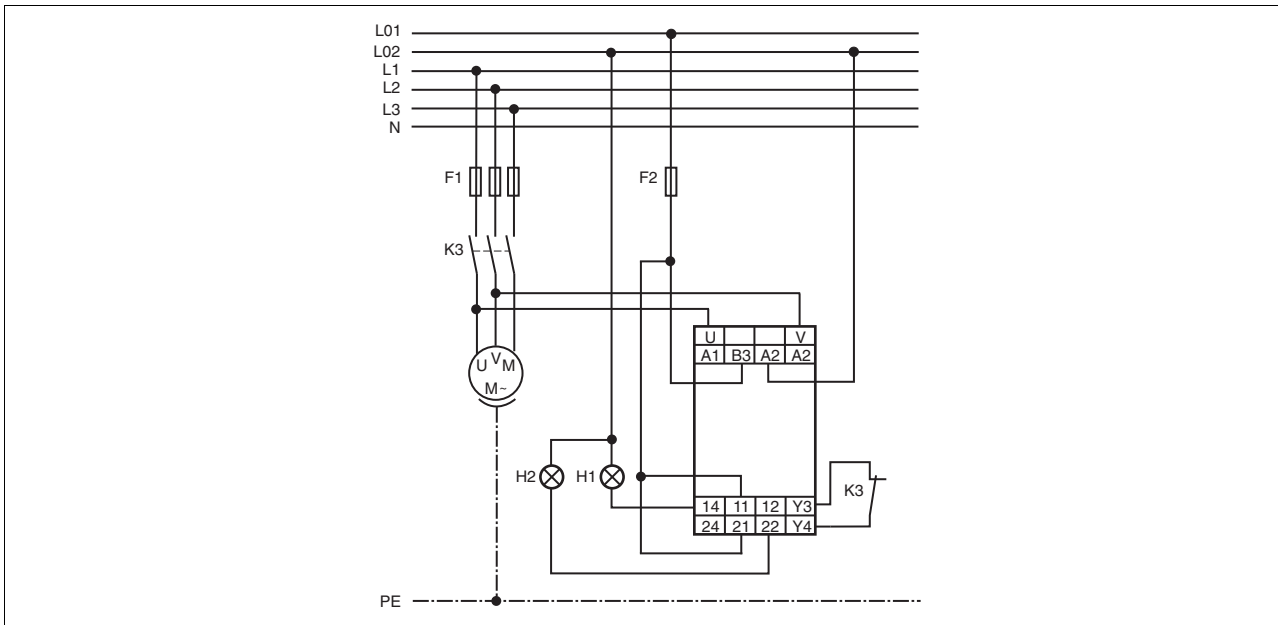 L01
L02
L1
L2
L3
N
F1
F2
K3
U V
A1 B3 A2 A2
U V M
M~
H2
H1
K3
14 11 12 Y3
24 21 22 Y4
PE